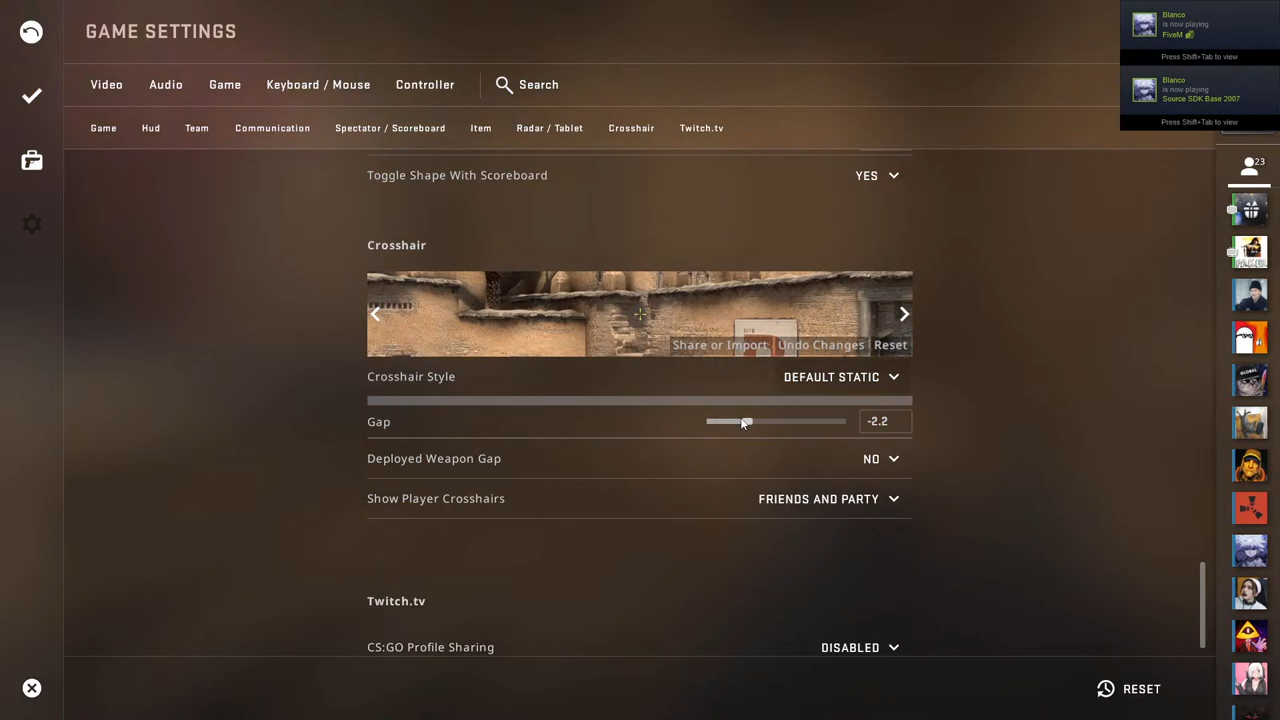 GAME SETTINGS
Blanco
is now playing
FiveM
Press Shift+Tab to view
Blanco
is now playing
Source SDK Base 2007
Press Shift+Tab to view
Video Audio Game Keyboard / Mouse Controller Search
Game Hud Team Communication Spectator / Scoreboard Item Radar / Tablet Crosshair Twitch.tv
23
Toggle Shape With Scoreboard YES
Crosshair
Share or Import Undo Changes Reset
Crosshair Style DEFAULT STATIC
Gap -2.2
Deployed Weapon Gap NO
Show Player Crosshairs FRIENDS AND PARTY
Twitch.tv
CS:GO Profile Sharing DISABLED
RESET